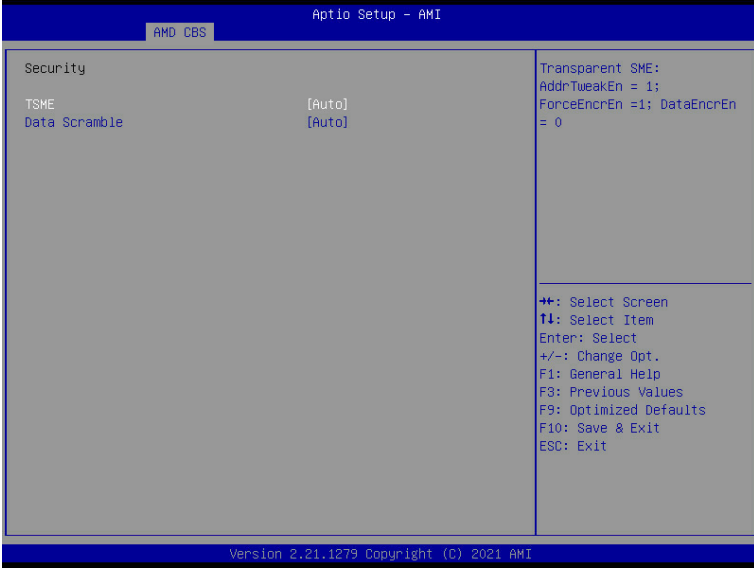 Aptio Setup – AMI
AMD CBS
Security
TSME [Auto]
Data Scramble [Auto]
Transparent SME:
AddrTweakEn = 1;
ForceEncrEn =1; DataEncrEn
= 0
→←: Select Screen
↑↓: Select Item
Enter: Select
+/-: Change Opt.
F1: General Help
F3: Previous Values
F9: Optimized Defaults
F10: Save & Exit
ESC: Exit
Version 2.21.1279 Copyright (C) 2021 AMI